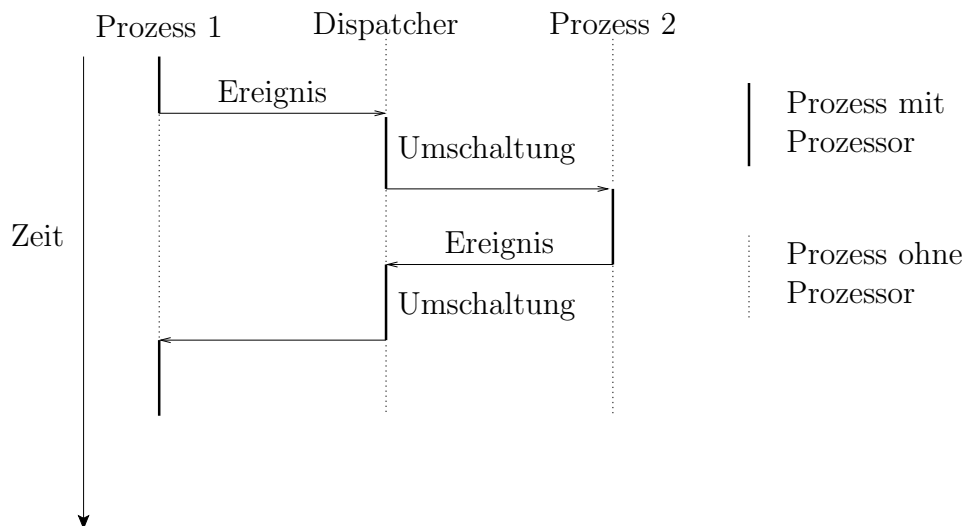 Prozess 1
Dispatcher
Prozess 2
Ereignis
Prozess mit
Prozessor
Umschaltung
Zeit
Ereignis
Prozess ohne
Prozessor
Umschaltung